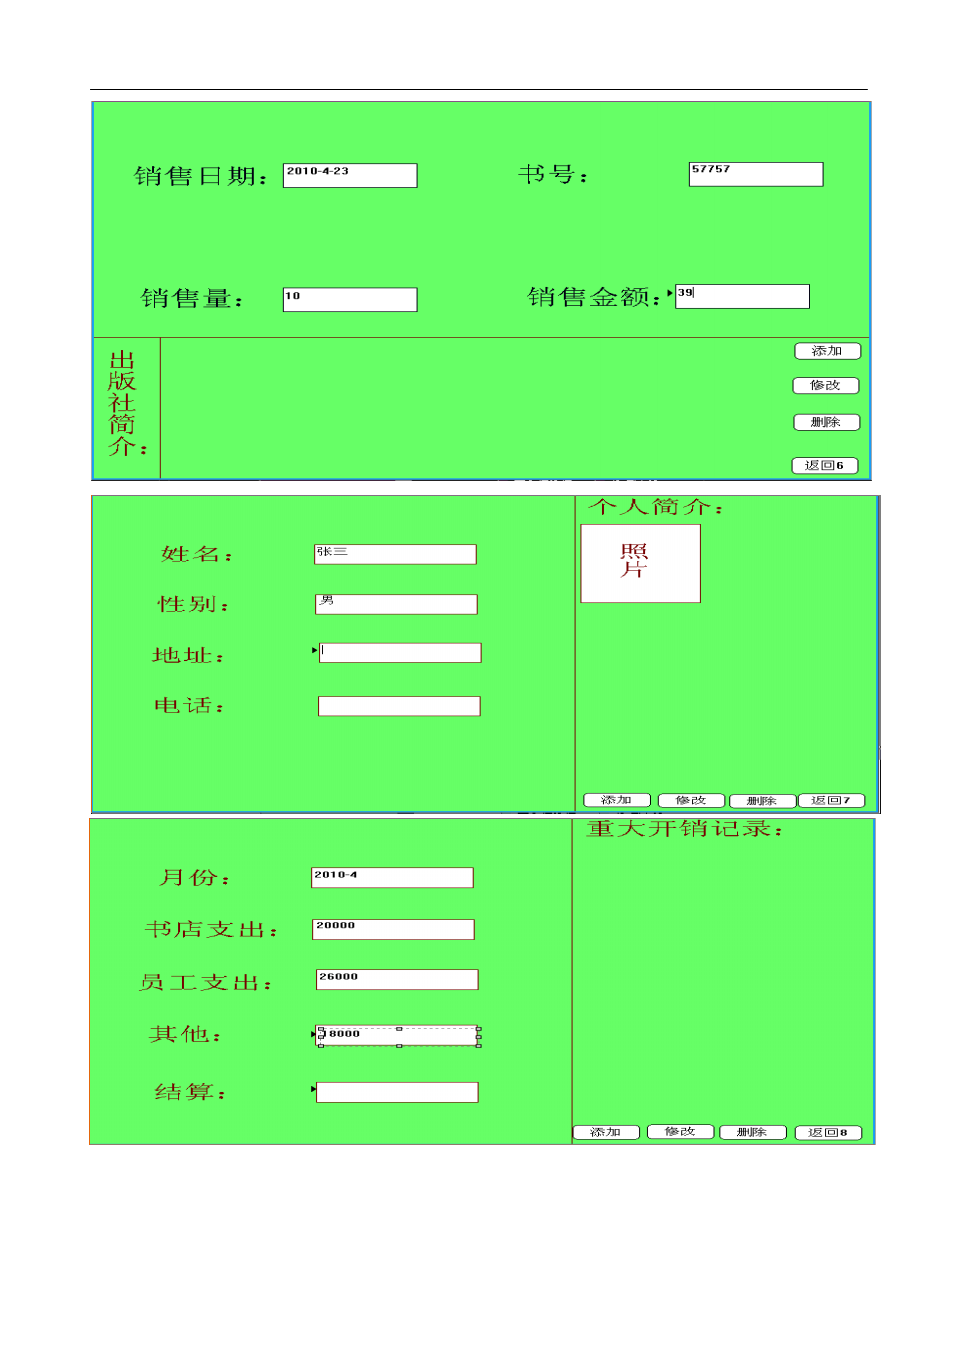 销售日期： 2010-4-23 书号： 57757
销售量： 10 销售金额： 39
出版社简介：
添加
修改
删除
返回6
个人简介：
照片
姓名： 张三
性别： 男
地址：
电话：
添加 修改 删除 返回7
重大开销记录：
月份： 2010-4
书店支出： 20000
员工支出： 26000
其他： 18000
结算：
添加 修改 删除 返回8